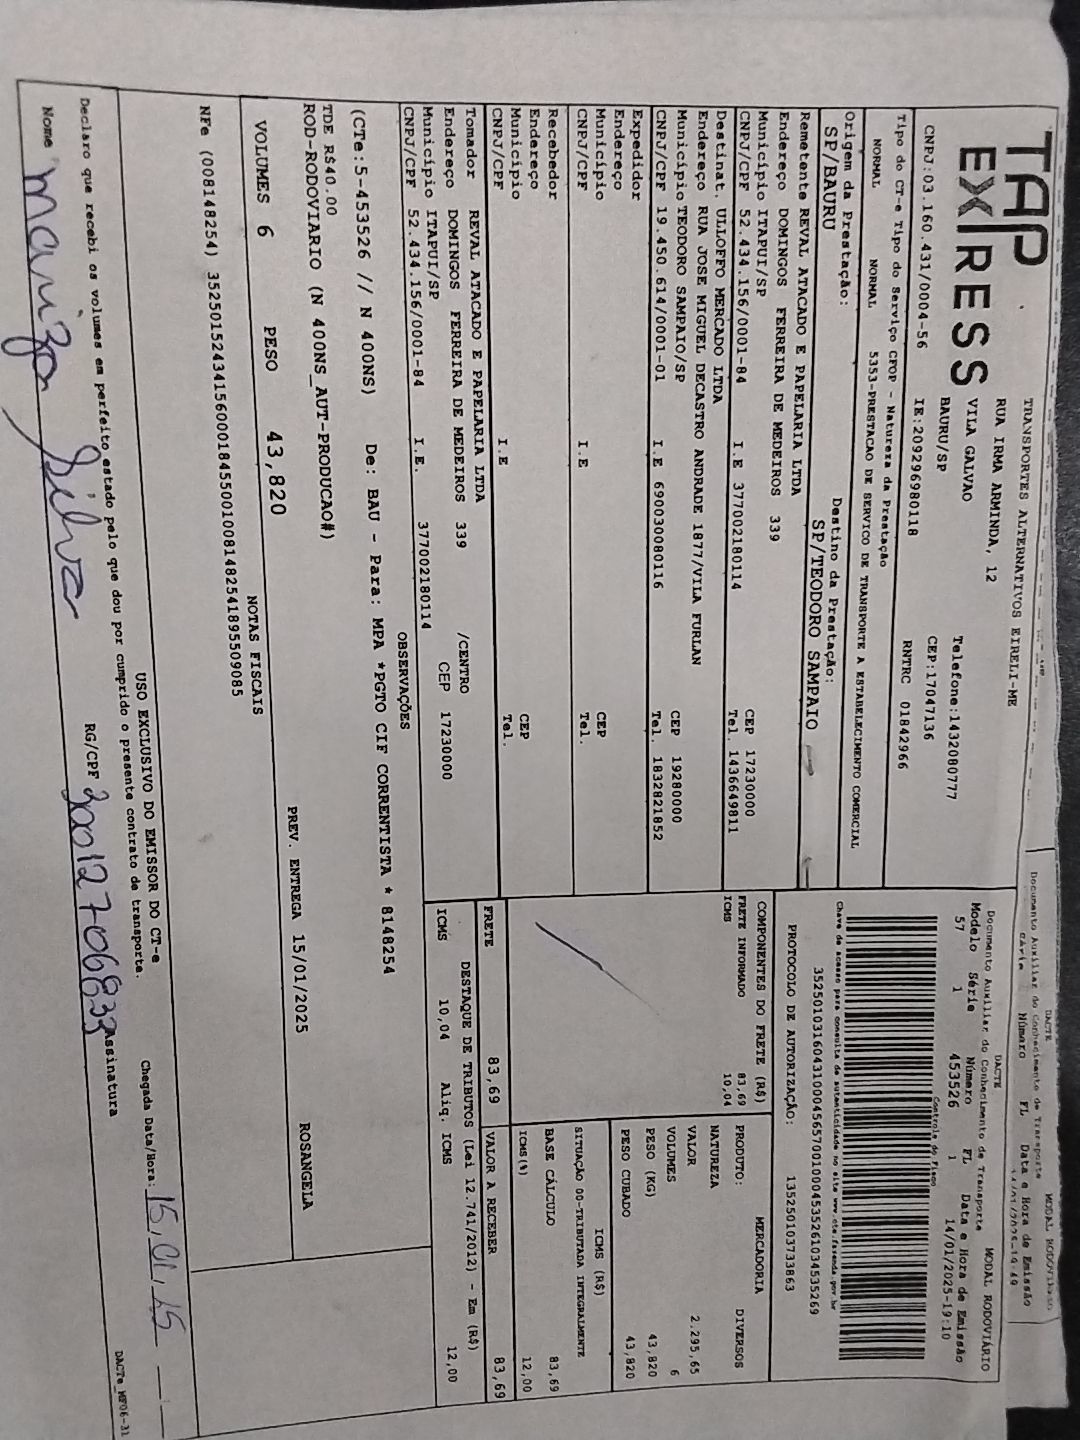 TAP
EXPRESS
TRANSPORTES ALTERNATIVOS EIRELI-ME
RUA IRMA ARMINDA, 12
VILA GALVAO
BAURU/SP
Telefone:1432080777
CEP:17047136
CNPJ:03.160.431/0004-56 IE:209296980118 RNTRC 01842966
Tipo do CT-e Tipo do Serviço CFOP - Natureza da Prestação
NORMAL NORMAL 5353-PRESTACAO DE SERVICO DE TRANSPORTE A ESTABELECIMENTO COMERCIAL
Origem da Prestação: Destino da Prestação:
SP/BAURU SP/TEODORO SAMPAIO
Remetente REVAL ATACADO E PAPELARIA LTDA
Endereço DOMINGOS FERREIRA DE MEDEIROS 339
Município ITAPUI/SP CEP 17230000
CNPJ/CPF 52.434.156/0001-84 I.E 377002180114 Tel. 1436649811
Destinat. ULLOFFO MERCADO LTDA
Endereço RUA JOSE MIGUEL DECASTRO ANDRADE 1877/VILA FURLAN
Município TEODORO SAMPAIO/SP CEP 19280000
CNPJ/CPF 19.450.614/0001-01 I.E 690030080116 Tel. 1832821852
Expedidor
Endereço
Município CEP
CNPJ/CPF I.E Tel.
Recebedor
Endereço
Município CEP
CNPJ/CPF I.E Tel.
Tomador REVAL ATACADO E PAPELARIA LTDA
Endereço DOMINGOS FERREIRA DE MEDEIROS 339 /CENTRO
Município ITAPUI/SP CEP 17230000
CNPJ/CPF 52.434.156/0001-84 I.E. 377002180114
OBSERVAÇÕES
(CTe:5-453526 // N 400NS) De: BAU - Para: MPA *PGTO CIF CORRENTISTA * 8148254
TDE R$40.00
ROD-RODOVIARIO (N 400NS_AUT-PRODUCAO#)
PREV. ENTREGA 15/01/2025 ROSANGELA
VOLUMES 6 PESO 43,820
NOTAS FISCAIS
NFe (008148254) 35250152434156000184550010081482541895509085
DACTE MODAL RODOVIÁRIO
Documento Auxiliar do Conhecimento de Transporte
Modelo Série Número FL Data e Hora de Emissão
57 1 453526 1 14/01/2025-19:10
Controle do Fisco
Chave de acesso para consulta de autenticidade no site www.cte.fazenda.gov.br
35250103160431000456570010004535261034535269
PROTOCOLO DE AUTORIZAÇÃO: 135250103733863
COMPONENTES DO FRETE (R$)
FRETE INFORMADO 83,69
ICMS 10,04
MERCADORIA
PRODUTO: DIVERSOS
NATUREZA
VALOR 2.295,65
VOLUMES 6
PESO (KG) 43,820
PESO CUBADO 43,820
ICMS (R$)
SITUAÇÃO 00-TRIBUTADA INTEGRALMENTE
BASE CÁLCULO 83,69
ICMS(%) 12,00
FRETE 83,69 VALOR A RECEBER 83,69
DESTAQUE DE TRIBUTOS (Lei 12.741/2012) - Em (R$)
ICMS 10,04 Aliq. ICMS 12,00
USO EXCLUSIVO DO EMISSOR DO CT-e
Declaro que recebi os volumes em perfeito estado pelo que dou por cumprido o presente contrato de transporte.
Chegada Data/Hora:
Nome Silva RG/CPF Assinatura
DACTe_MF06-31